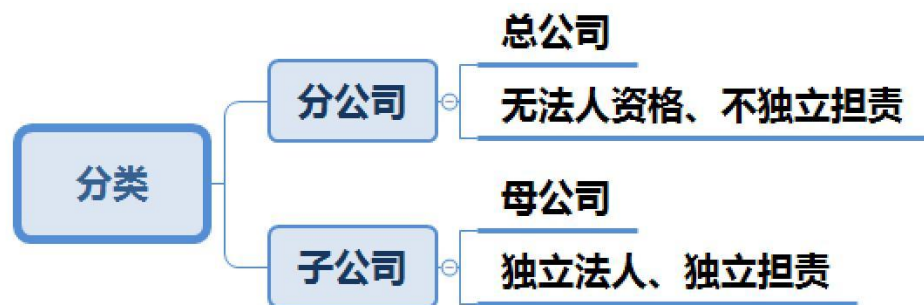 总公司
分公司
无法人资格、不独立担责
分类
母公司
子公司
独立法人、独立担责